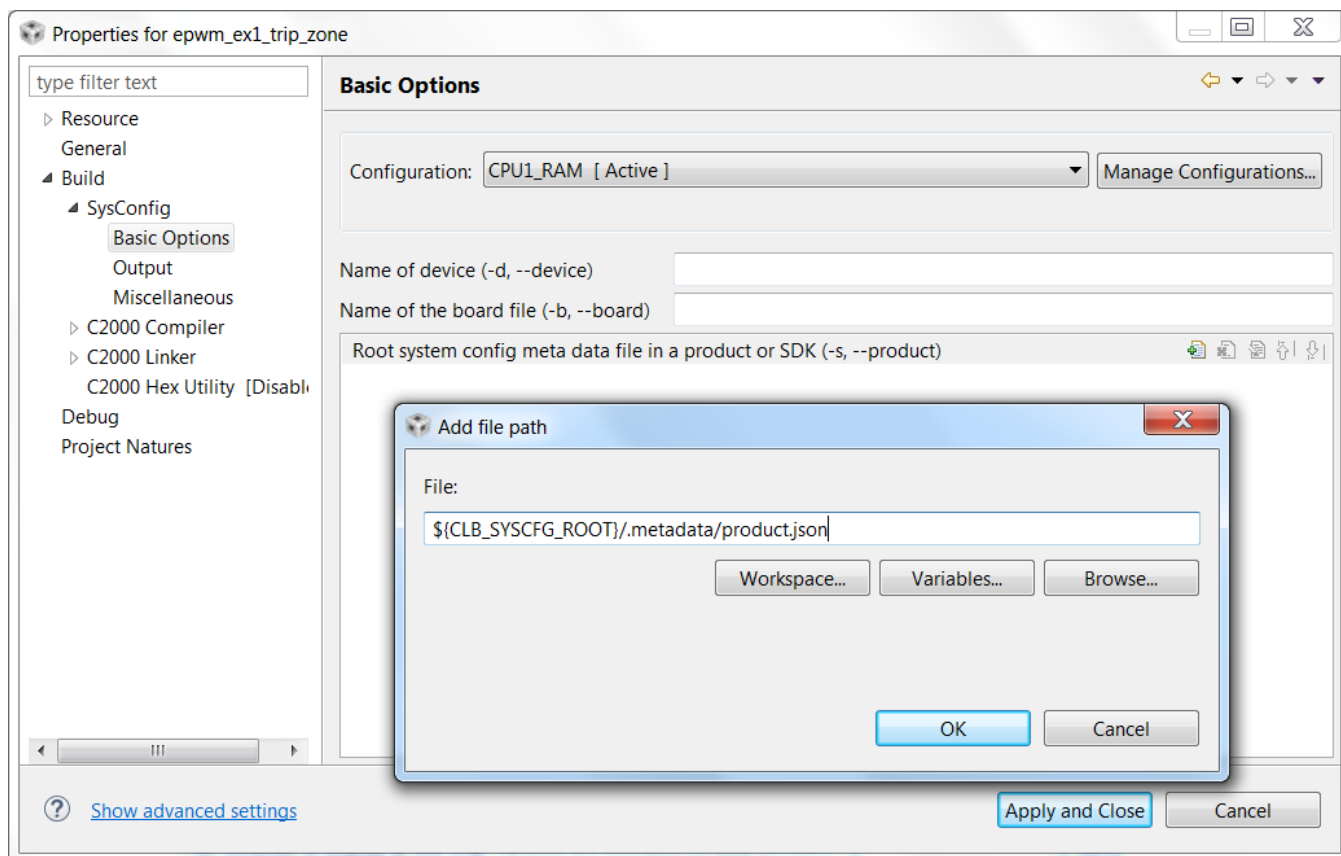 Properties for epwm_ex1_trip_zone
type filter text
Resource
General
Build
SysConfig
Basic Options
Output
Miscellaneous
C2000 Compiler
C2000 Linker
C2000 Hex Utility [Disabl
Debug
Project Natures
Basic Options
Configuration: CPU1_RAM [ Active ] Manage Configurations...
Name of device (-d, --device)
Name of the board file (-b, --board)
Root system config meta data file in a product or SDK (-s, --product)
Add file path
File:
${CLB_SYSCFG_ROOT}/.metadata/product.json
Workspace... Variables... Browse...
OK Cancel
Show advanced settings
Apply and Close Cancel